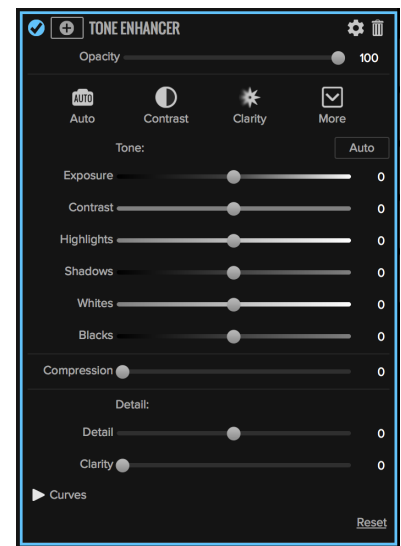 TONE ENHANCER
Opacity 100
AUTO
Auto Contrast Clarity More
Tone: Auto
Exposure 0
Contrast 0
Highlights 0
Shadows 0
Whites 0
Blacks 0
Compression 0
Detail:
Detail 0
Clarity 0
Curves
Reset